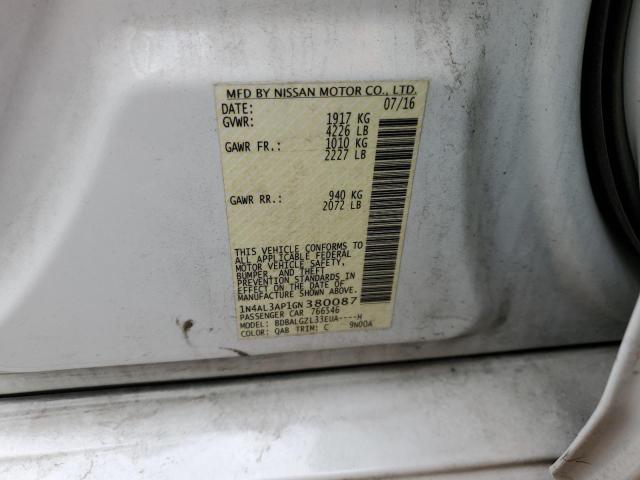 MFD BY NISSAN MOTOR CO., LTD.
DATE: 07/16
GVWR: 1917 KG
4226 LB
GAWR FR.: 1010 KG
2227 LB
GAWR RR.: 940 KG
2072 LB
THIS VEHICLE CONFORMS TO
ALL APPLICABLE FEDERAL
MOTOR VEHICLE SAFETY,
BUMPER, AND THEFT
PREVENTION STANDARDS IN
EFFECT ON THE DATE OF
MANUFACTURE SHOWN ABOVE.
1N4AL3AP1GN380087
PASSENGER CAR 766546
MODEL: BDBALGZL33EUA----H
COLOR: QAB TRIM: C 9N00A